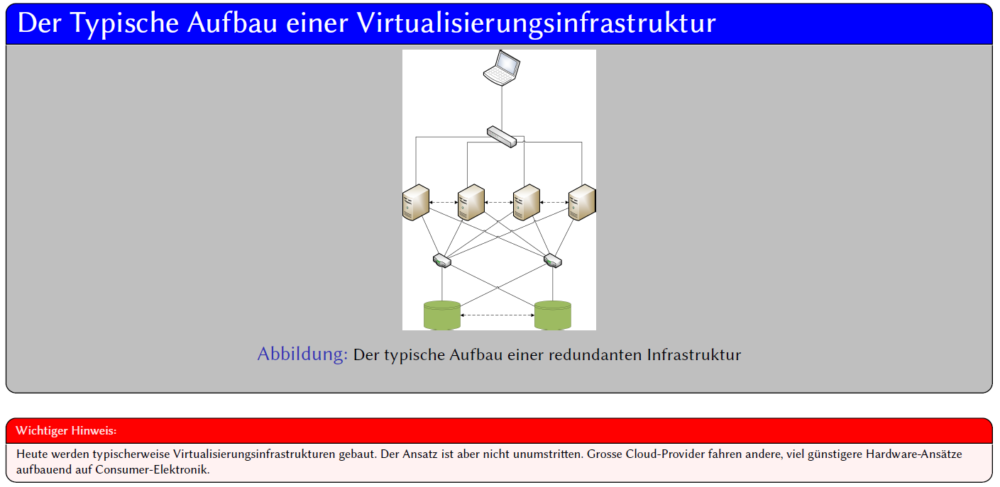 Der Typische Aufbau einer Virtualisierungsinfrastruktur
Abbildung: Der typische Aufbau einer redundanten Infrastruktur
Wichtiger Hinweis:
Heute werden typischerweise Virtualisierungsinfrastrukturen gebaut. Der Ansatz ist aber nicht unumstritten. Grosse Cloud-Provider fahren andere, viel günstigere Hardware-Ansätze
aufbauend auf Consumer-Elektronik.